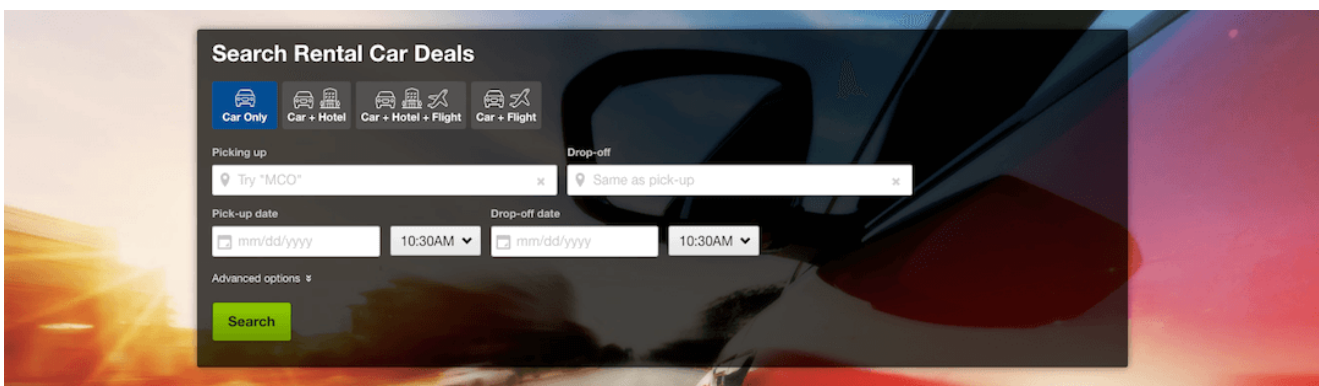 Search Rental Car Deals
Car Only Car + Hotel Car + Hotel + Flight Car + Flight
Picking up Drop-off
Try "MCO" Same as pick-up
Pick-up date Drop-off date
mm/dd/yyyy 10:30AM mm/dd/yyyy 10:30AM
Advanced options
Search